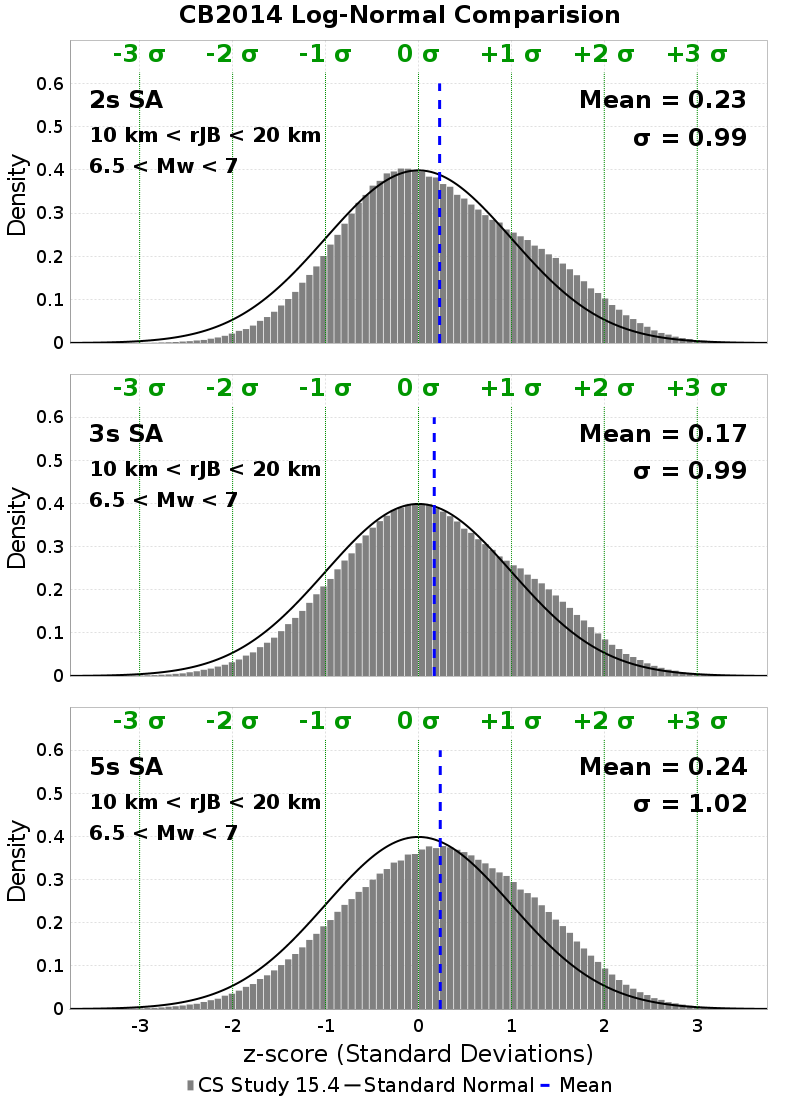 CB2014 Log-Normal Comparision
-3 σ -2 σ -1 σ 0 σ +1 σ +2 σ +3 σ
0.6
2s SA
Mean = 0.23
0.5
10 km < rJB < 20 km
σ = 0.99
6.5 < Mw < 7
0.4
Density
0.3
0.2
0.1
0
-3 σ -2 σ -1 σ 0 σ +1 σ +2 σ +3 σ
0.6
3s SA
Mean = 0.17
0.5
10 km < rJB < 20 km
σ = 0.99
6.5 < Mw < 7
0.4
Density
0.3
0.2
0.1
0
-3 σ -2 σ -1 σ 0 σ +1 σ +2 σ +3 σ
0.6
5s SA
Mean = 0.24
0.5
10 km < rJB < 20 km
σ = 1.02
6.5 < Mw < 7
0.4
Density
0.3
0.2
0.1
0
-3 -2 -1 0 1 2 3
z-score (Standard Deviations)
CS Study 15.4 Standard Normal Mean